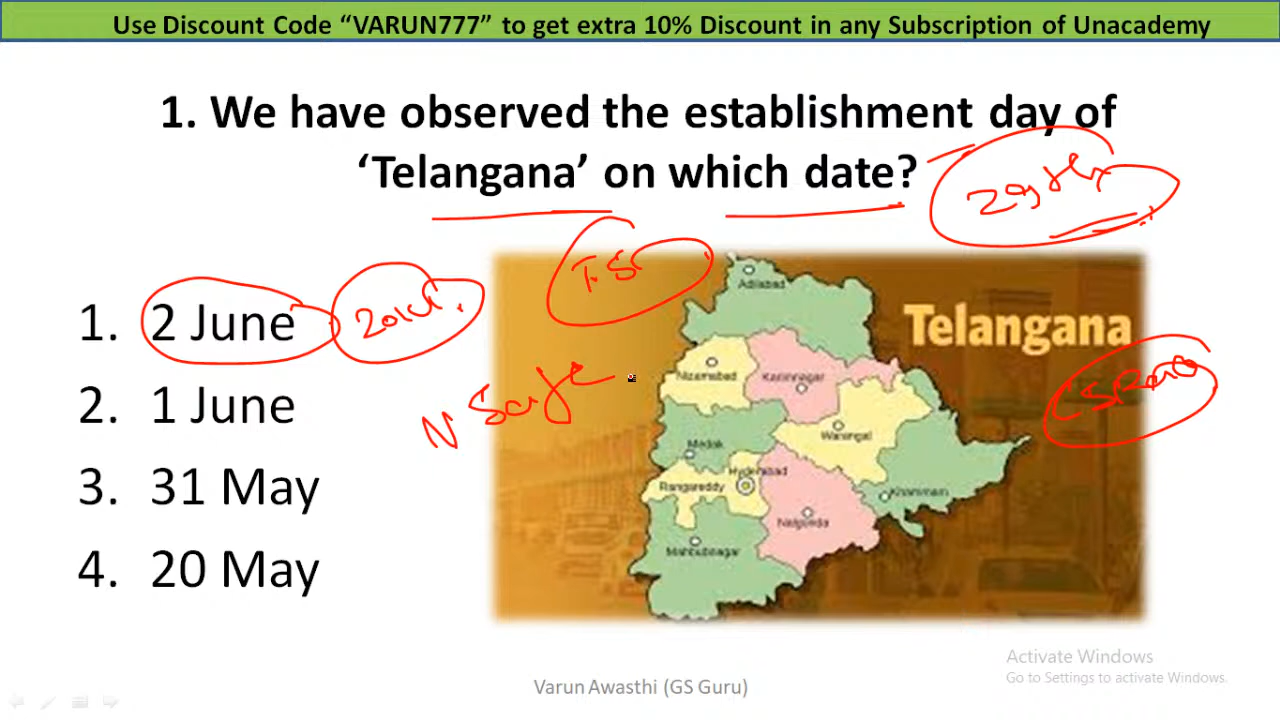 Use Discount Code “VARUN777” to get extra 10% Discount in any Subscription of Unacademy
1. We have observed the establishment day of
‘Telangana’ on which date?
29th
T.S.
1. 2 June
2014
2. 1 June
3. 31 May
4. 20 May
N Safe
Telangana
Adilabad
Nizamabad
Karimnagar
Warangal
Medak
Hyderabad
Rangareddy
Khammam
Nalgonda
Mahbubnagar
Activate Windows
Go to Settings to activate Windows.
Varun Awasthi (GS Guru)